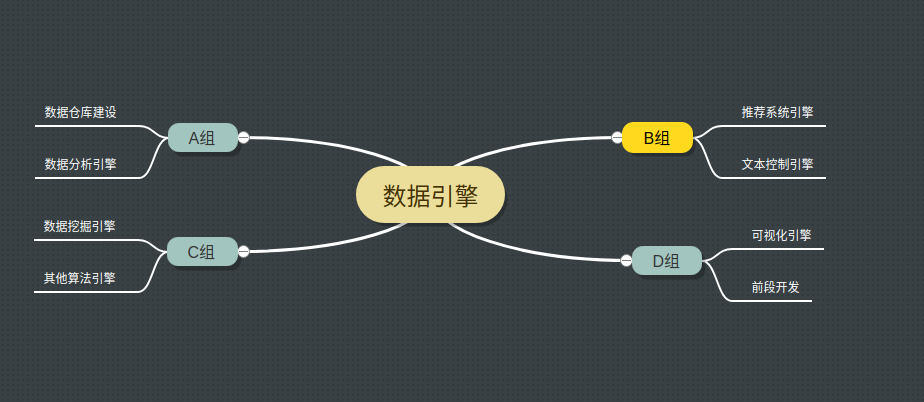 数据仓库建设
A组
数据分析引擎
推荐系统引擎
B组
文本控制引擎
数据引擎
数据挖掘引擎
C组
其他算法引擎
可视化引擎
D组
前段开发